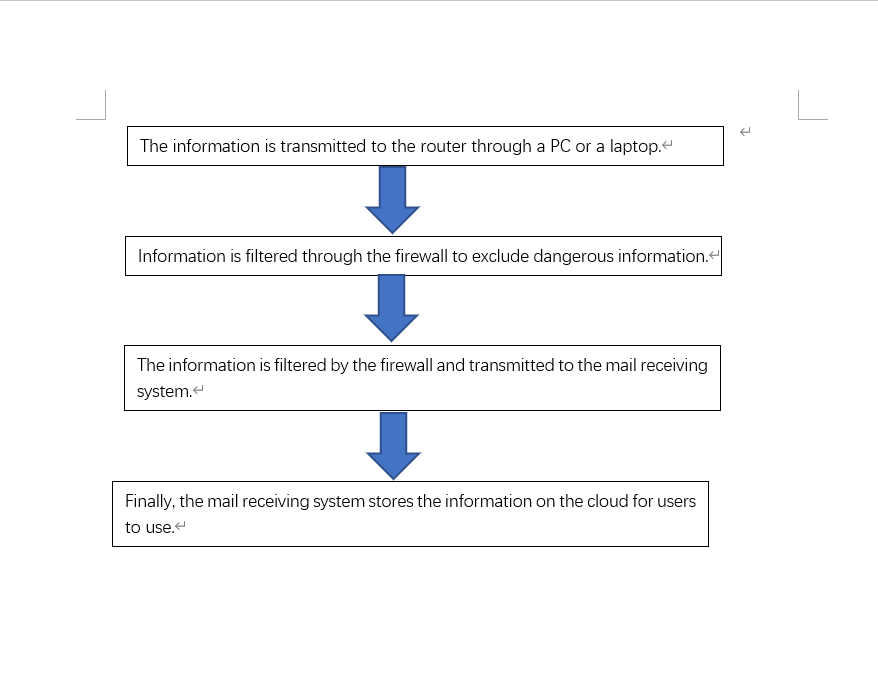 The information is transmitted to the router through a PC or a laptop.
Information is filtered through the firewall to exclude dangerous information.
The information is filtered by the firewall and transmitted to the mail receiving
system.
Finally, the mail receiving system stores the information on the cloud for users
to use.